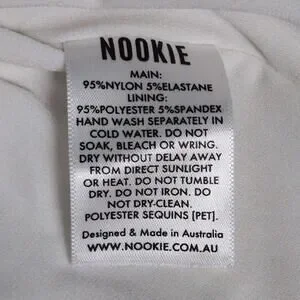 NOOKIE
MAIN:
95%NYLON 5%ELASTANE
LINING:
95%POLYESTER 5%SPANDEX
HAND WASH SEPARATELY IN
COLD WATER. DO NOT
SOAK, BLEACH OR WRING.
DRY WITHOUT DELAY AWAY
FROM DIRECT SUNLIGHT
OR HEAT. DO NOT TUMBLE
DRY. DO NOT IRON. DO
NOT DRY-CLEAN.
POLYESTER SEQUINS [PET].
Designed & Made in Australia
WWW.NOOKIE.COM.AU